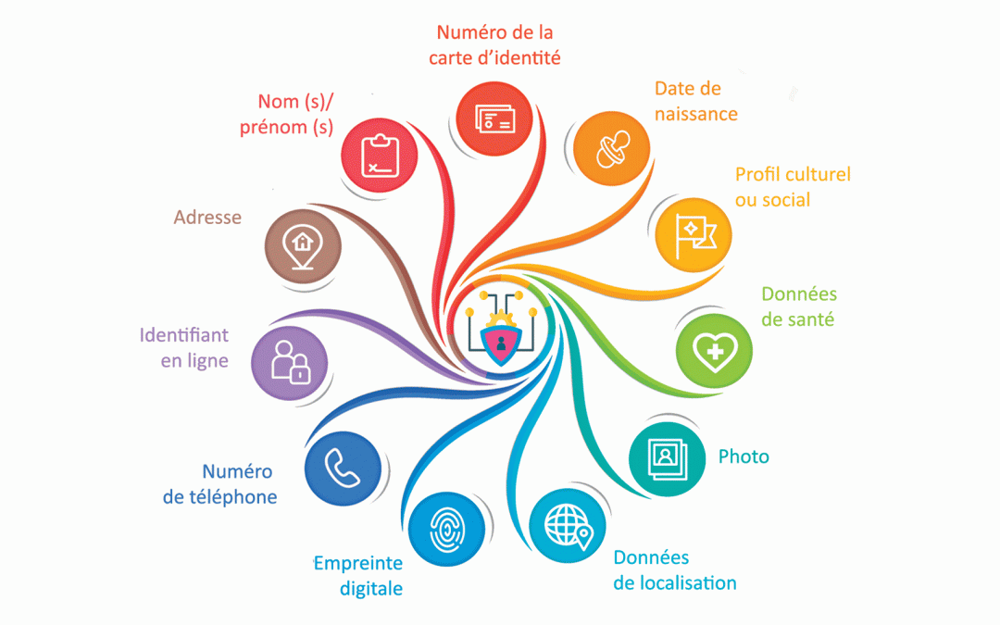 Numéro de la
carte d’identité
Date de
naissance
Profil culturel
ou social
Données
de santé
Photo
Données
de localisation
Empreinte
digitale
Numéro
de téléphone
Identifiant
en ligne
Adresse
Nom (s)/
prénom (s)